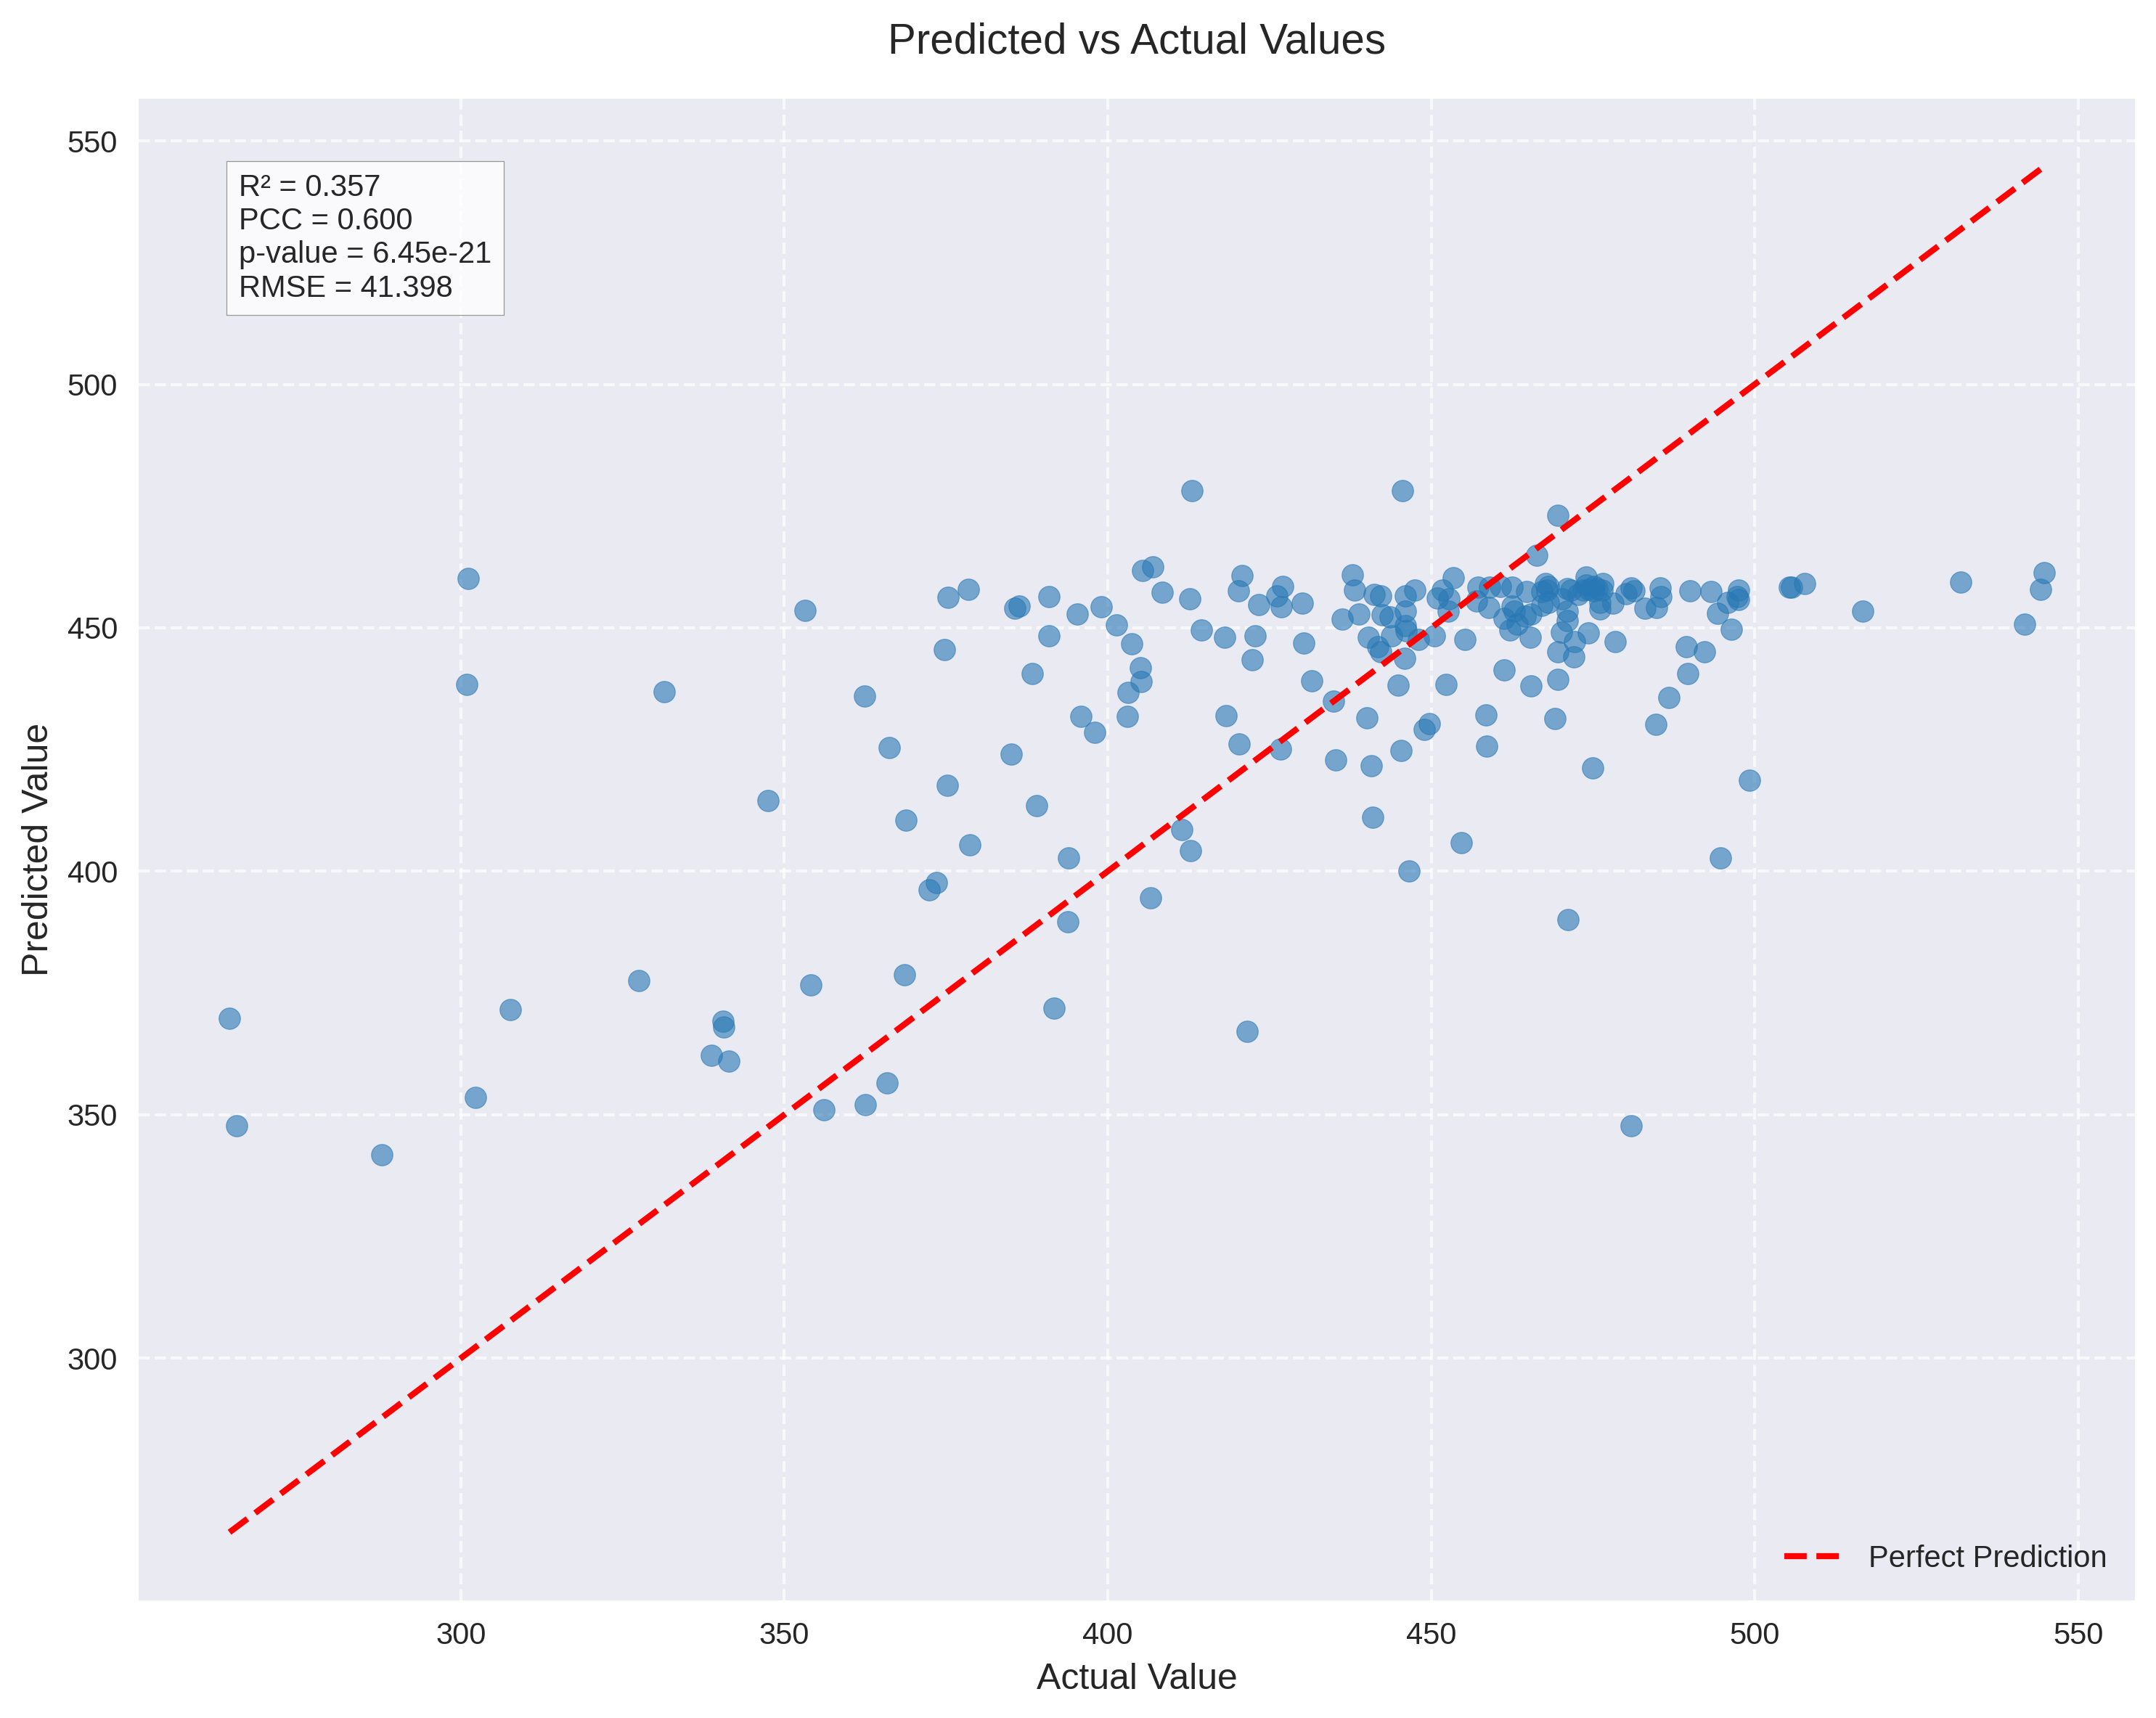 Predicted vs Actual Values
550
500
450
400
350
300
R² = 0.357
PCC = 0.600
p-value = 6.45e-21
RMSE = 41.398
Predicted Value
Perfect Prediction
300 350 400 450 500 550
Actual Value